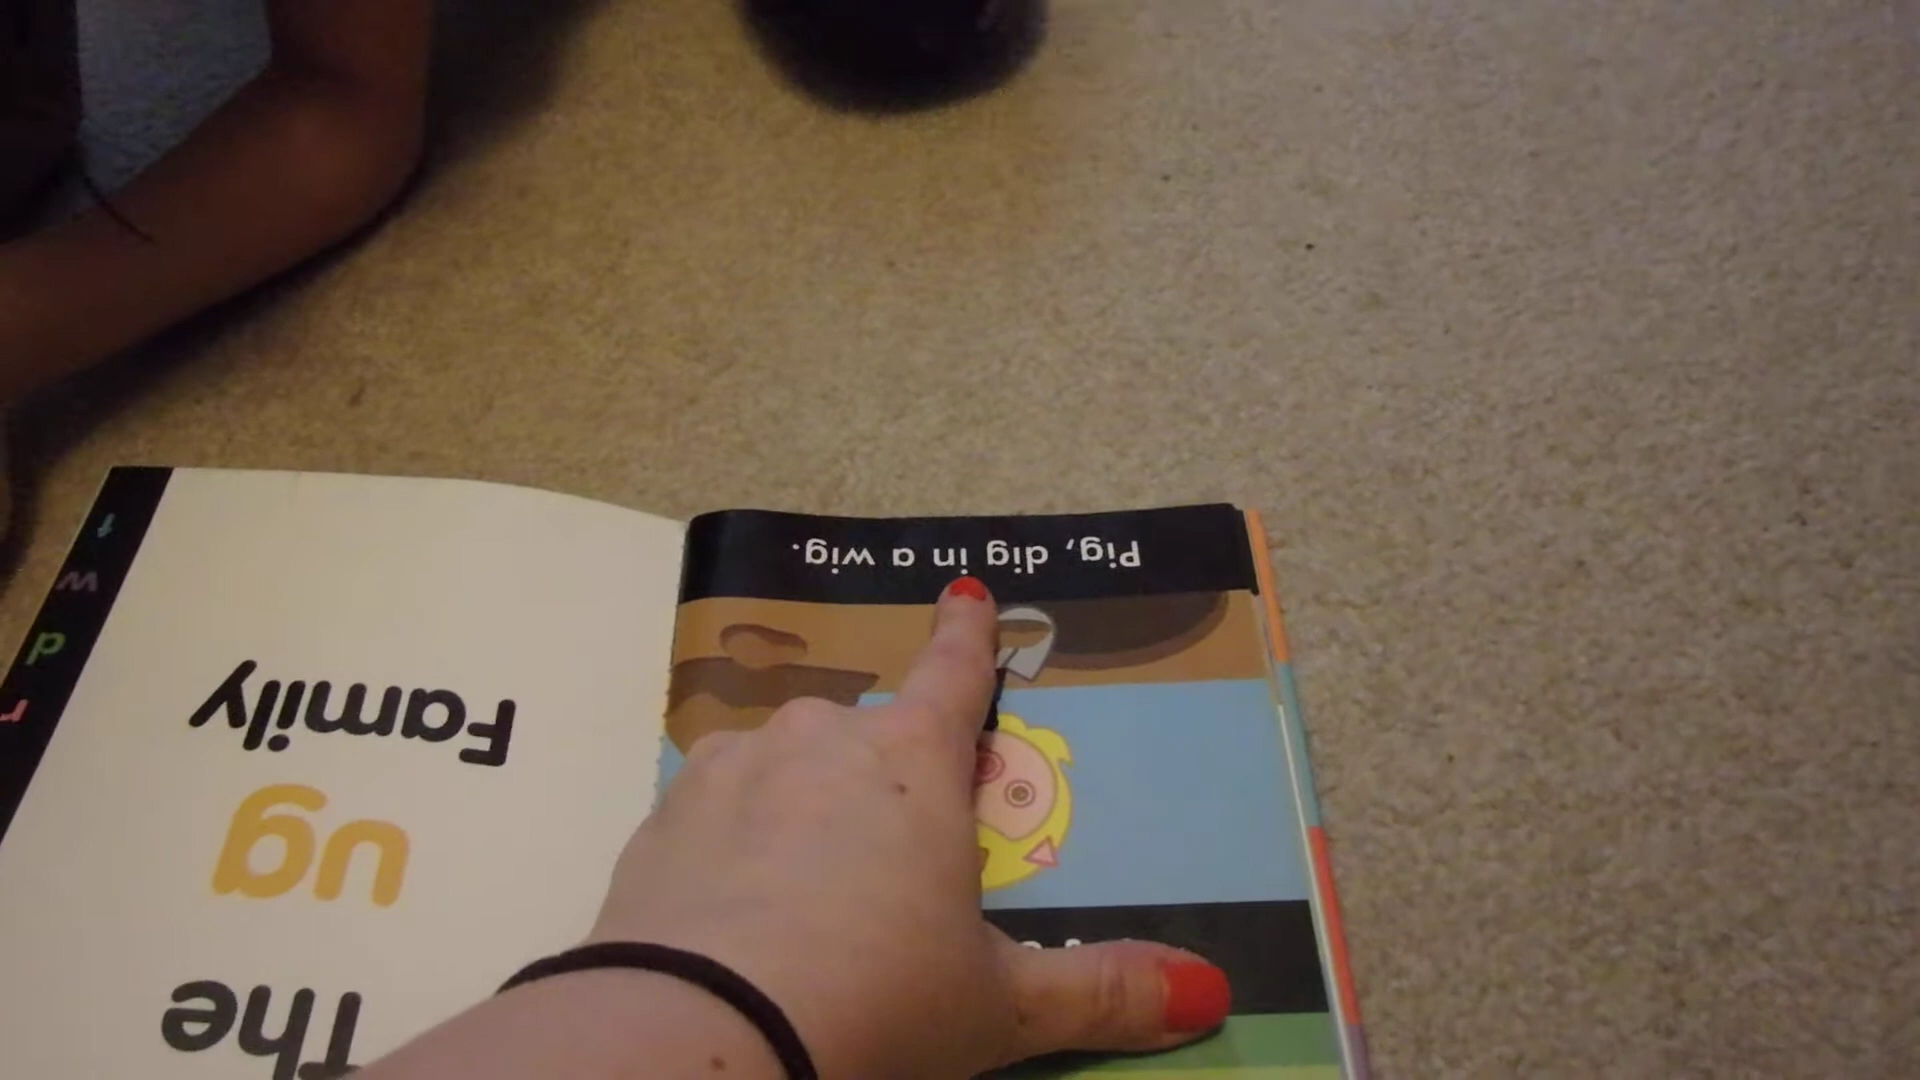 The
ug
Family
r
d
w
t
Pig, dig in a wig.